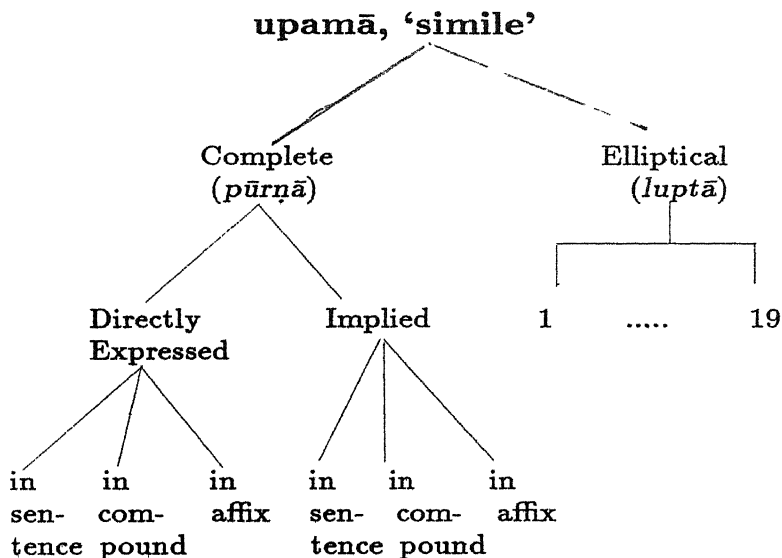 upamā, ‘simile’
Complete Elliptical
(pūrṇā) (luptā)
Directly Implied 1 ..... 19
Expressed
in in in in in in
sen- com- affix sen- com- affix
tence pound tence pound